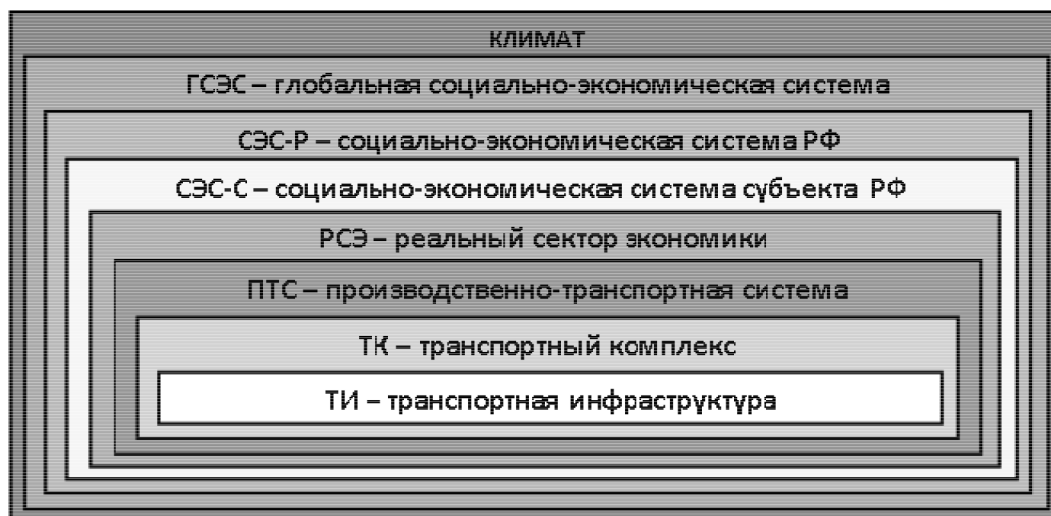 КЛИМАТ
ГСЭС – глобальная социально-экономическая система
СЭС-Р – социально-экономическая система РФ
СЭС-С – социально-экономическая система субъекта РФ
РСЭ – реальный сектор экономики
ПТС – производственно-транспортная система
ТК – транспортный комплекс
ТИ – транспортная инфраструктура